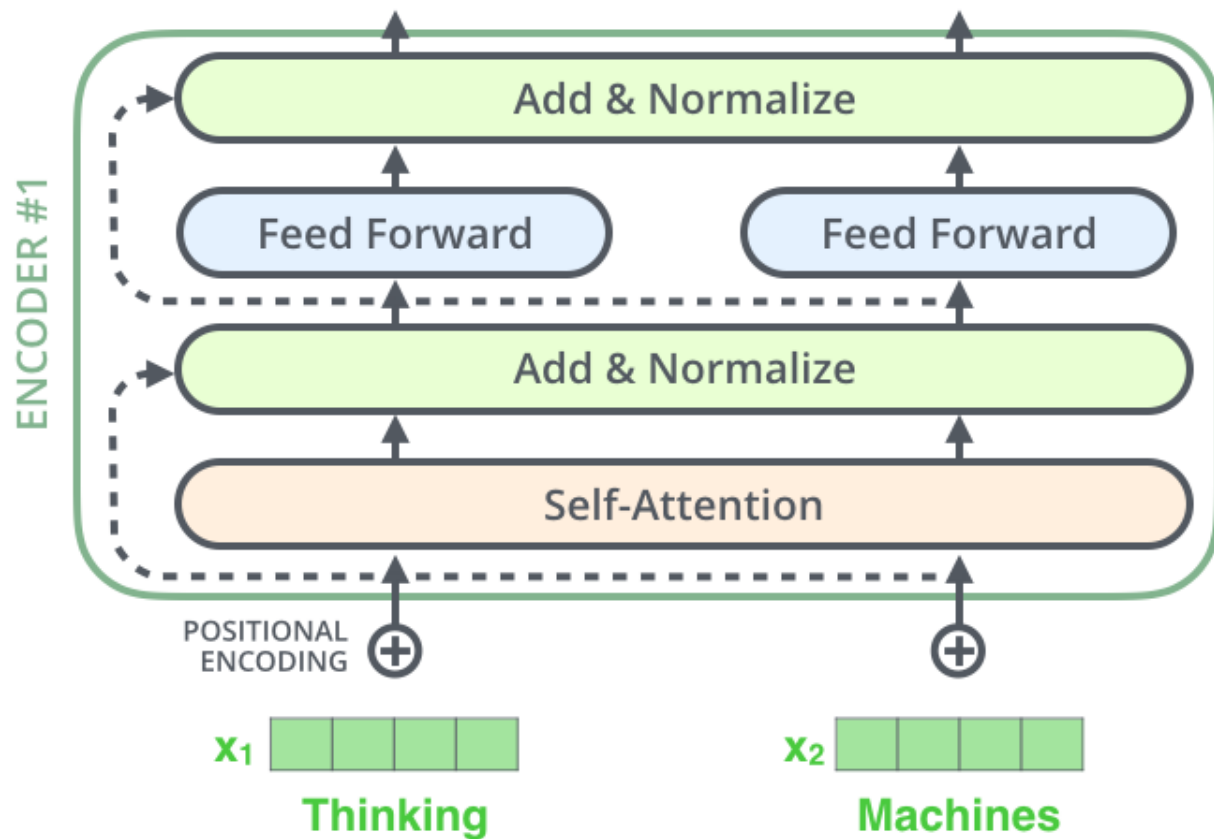 Add & Normalize
Feed Forward
Feed Forward
ENCODER #1
Add & Normalize
Self-Attention
POSITIONAL
ENCODING
x₁
x₂
Thinking
Machines